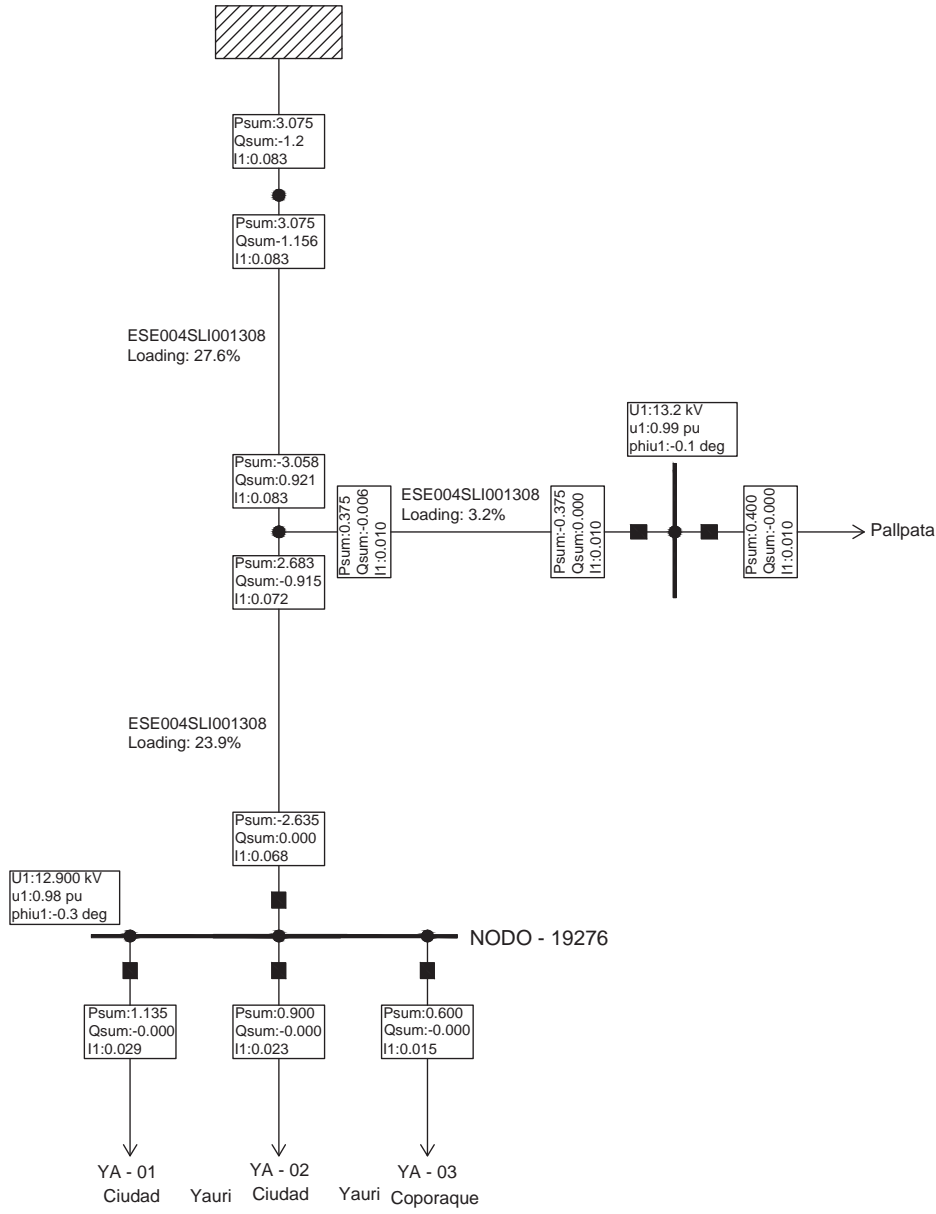 Psum:3.075
Qsum:-1.2
I1:0.083
Psum:3.075
Qsum-1.156
I1:0.083
ESE004SLI001308
Loading: 27.6%
U1:13.2 kV
u1:0.99 pu
phiu1:-0.1 deg
Psum:-3.058
Qsum:0.921
I1:0.083
Psum:0.375
Qsum:-0.006
I1:0.010
ESE004SLI001308
Loading: 3.2%
Psum:-0.375
Qsum:0.000
I1:0.010
Psum:0.400
Qsum:-0.000
I1:0.010
Pallpata
Psum:2.683
Qsum:-0.915
I1:0.072
ESE004SLI001308
Loading: 23.9%
Psum:-2.635
Qsum:0.000
I1:0.068
U1:12.900 kV
u1:0.98 pu
phiu1:-0.3 deg
NODO - 19276
Psum:1.135
Qsum:-0.000
I1:0.029
Psum:0.900
Qsum:-0.000
I1:0.023
Psum:0.600
Qsum:-0.000
I1:0.015
YA - 01 YA - 02 YA - 03
Ciudad Yauri Ciudad Yauri Coporaque